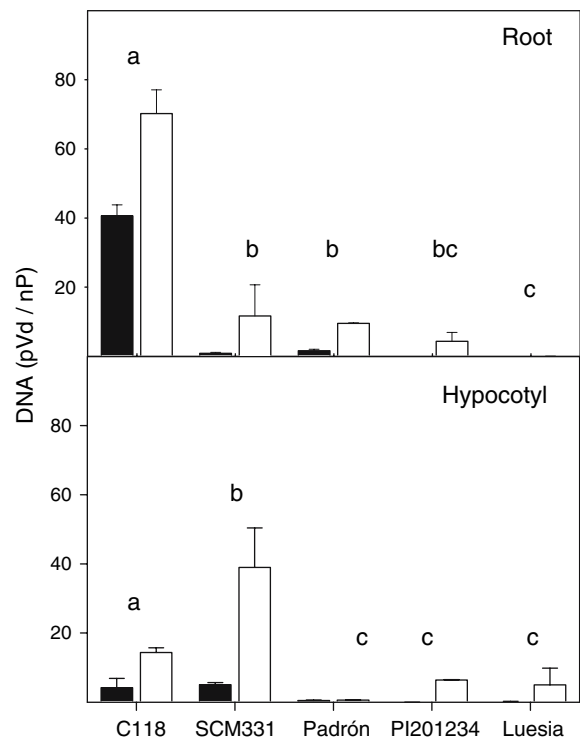 Root
80
60
40
20
a
b
b
bc
c
DNA (pVd / nP)
Hypocotyl
80
60
40
20
a
b
c
c
c
C118 SCM331 Padrón PI201234 Luesia